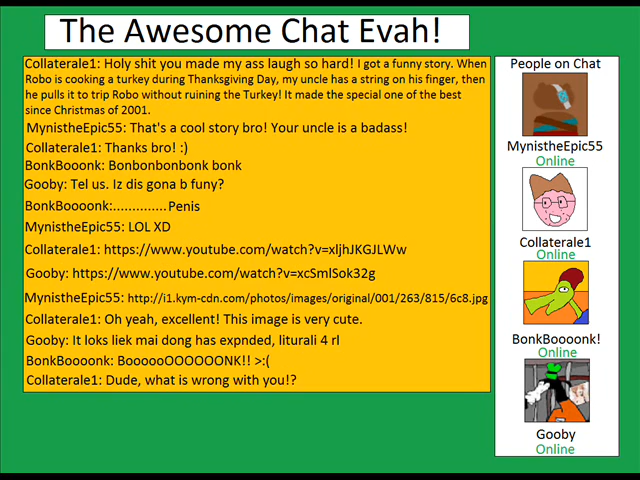 The Awesome Chat Evah!
Collaterale1: Holy shit you made my ass laugh so hard! I got a funny story. When
Robo is cooking a turkey during Thanksgiving Day, my uncle has a string on his finger, then
he pulls it to trip Robo without ruining the Turkey! It made the special one of the best
since Christmas of 2001.
MynistheEpic55: That's a cool story bro! Your uncle is a badass!
Collaterale1: Thanks bro! :)
BonkBooonk: Bonbonbonbonk bonk
Gooby: Tel us. Iz dis gona b funy?
BonkBoooonk:.............. Penis
MynistheEpic55: LOL XD
Collaterale1: https://www.youtube.com/watch?v=xljhJKGJLWw
Gooby: https://www.youtube.com/watch?v=xcSmlSok32g
MynistheEpic55: http://i1.kym-cdn.com/photos/images/original/001/263/815/6c8.jpg
Collaterale1: Oh yeah, excellent! This image is very cute.
Gooby: It loks liek mai dong has expnded, liturali 4 rl
BonkBoooonk: BoooooOOOOOONK!! >:(
Collaterale1: Dude, what is wrong with you!?
People on Chat
MynistheEpic55
Online
Collaterale1
Online
BonkBoooonk!
Online
Gooby
Online